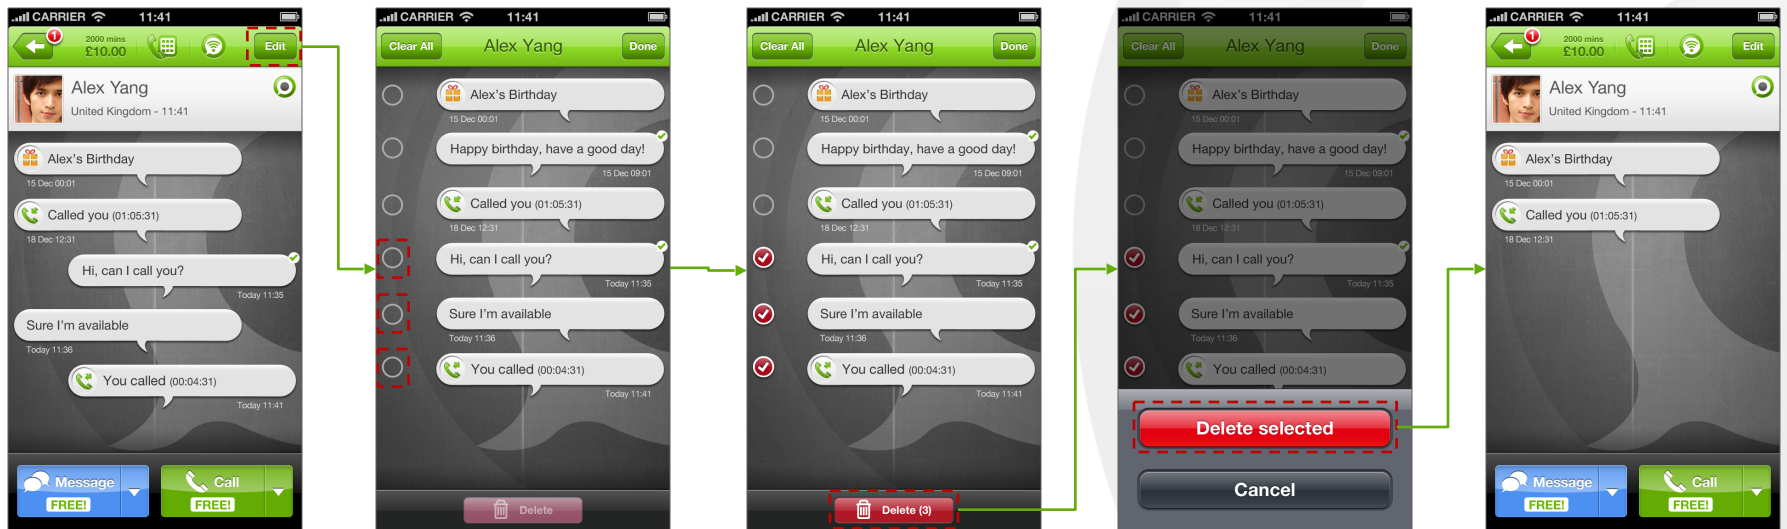 CARRIER 11:41
1
2000 mins
£10.00
Edit
Alex Yang
United Kingdom - 11:41
Alex's Birthday
15 Dec 00:01
Called you (01:05:31)
18 Dec 12:31
Hi, can I call you?
Today 11:35
Sure I'm available
Today 11:36
You called (00:04:31)
Today 11:41
Message
FREE!
Call
FREE!
CARRIER 11:41
Clear All Alex Yang Done
Alex's Birthday
15 Dec 00:01
Happy birthday, have a good day!
15 Dec 09:01
Called you (01:05:31)
18 Dec 12:31
Hi, can I call you?
Today 11:35
Sure I'm available
Today 11:36
You called (00:04:31)
Today 11:41
Delete
CARRIER 11:41
Clear All Alex Yang Done
Alex's Birthday
15 Dec 00:01
Happy birthday, have a good day!
15 Dec 09:01
Called you (01:05:31)
18 Dec 12:31
Hi, can I call you?
Today 11:35
Sure I'm available
Today 11:36
You called (00:04:31)
Today 11:41
Delete (3)
CARRIER 11:41
Clear All Alex Yang Done
Alex's Birthday
15 Dec 00:01
Happy birthday, have a good day!
15 Dec 09:01
Called you (01:05:31)
18 Dec 12:31
Hi, can I call you?
Today 11:35
Sure I'm available
Today 11:36
You called (00:04:31)
Delete selected
Cancel
CARRIER 11:41
1
2000 mins
£10.00
Edit
Alex Yang
United Kingdom - 11:41
Alex's Birthday
15 Dec 00:01
Called you (01:05:31)
18 Dec 12:31
Message
FREE!
Call
FREE!